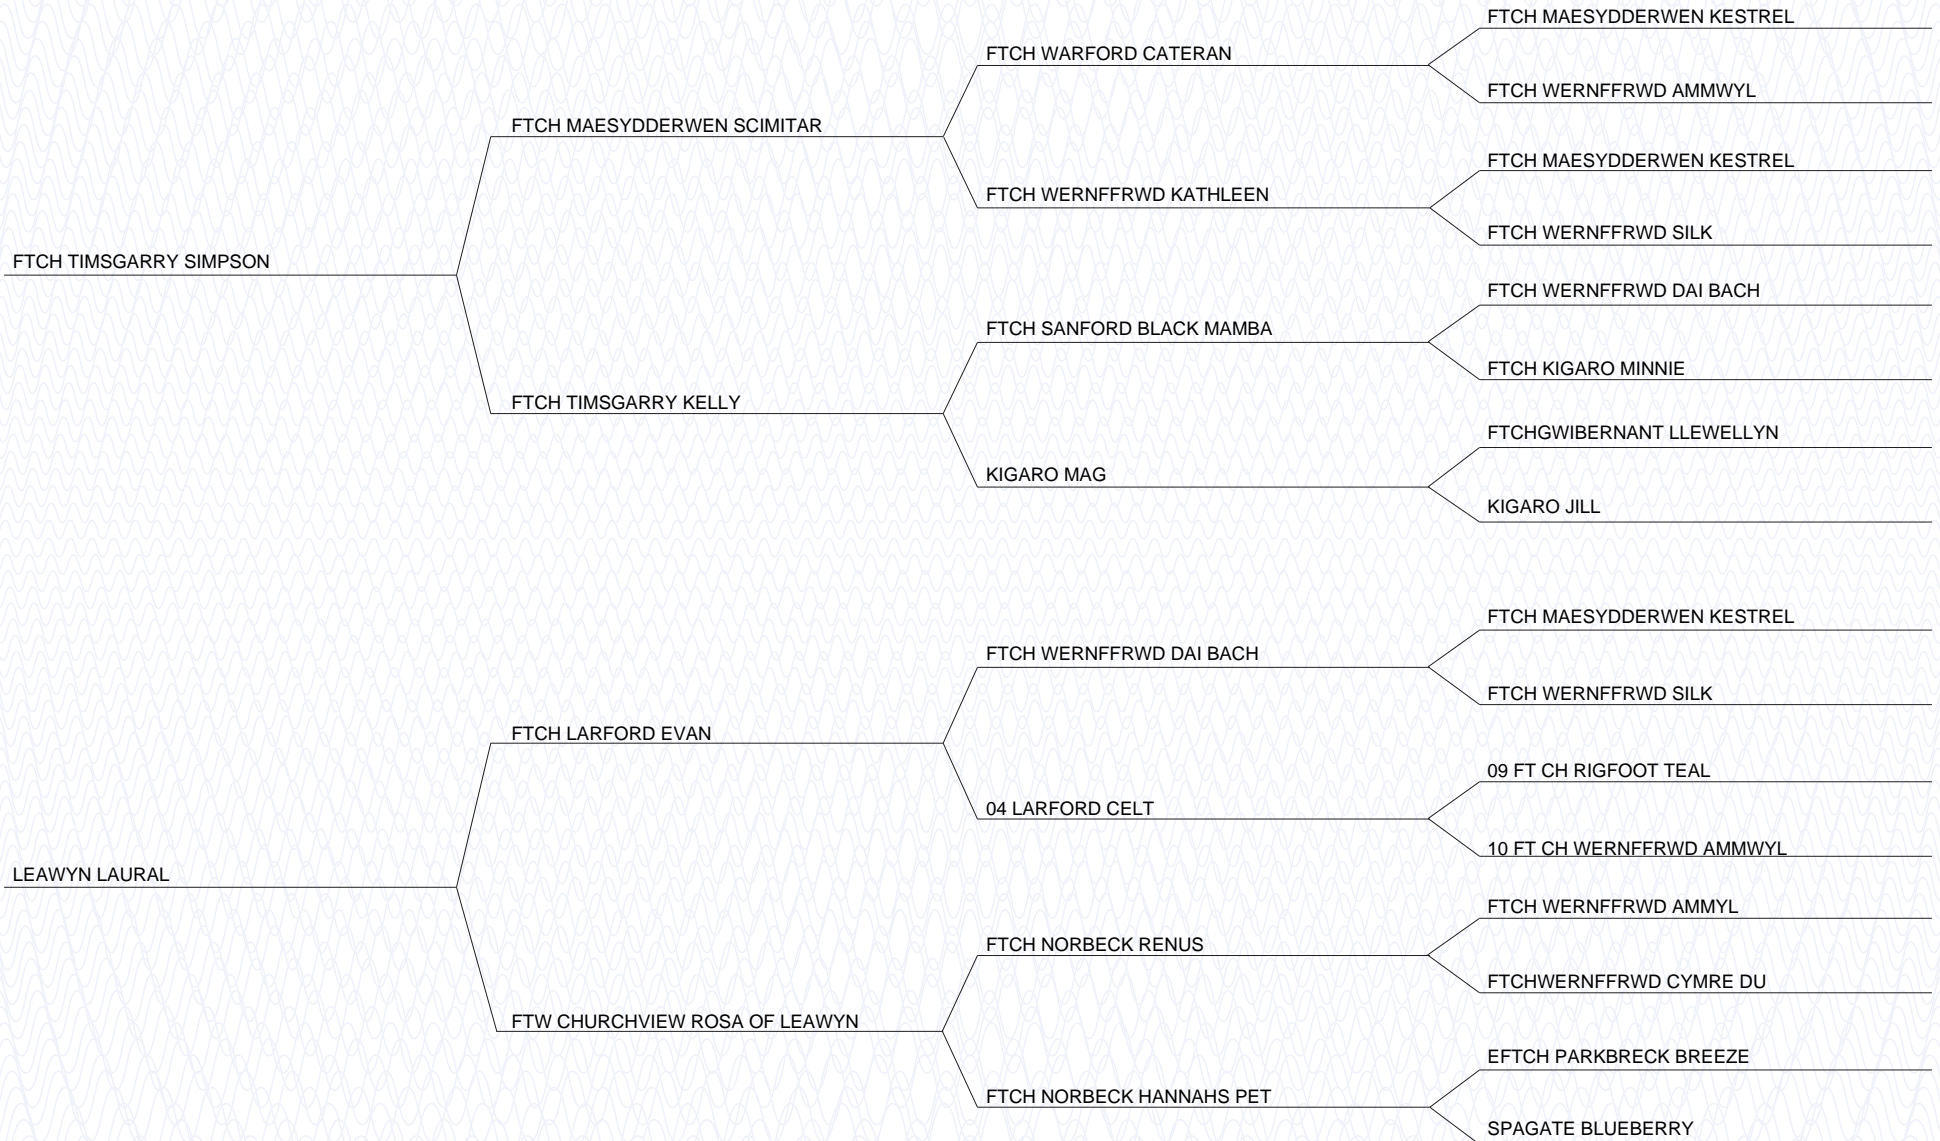 FTCH MAESYDDERWEN KESTREL
FTCH WARFORD CATERAN
FTCH WERNFFRWD AMMWYL
FTCH MAESYDDERWEN SCIMITAR
FTCH MAESYDDERWEN KESTREL
FTCH WERNFFRWD KATHLEEN
FTCH WERNFFRWD SILK
FTCH TIMSGARRY SIMPSON
FTCH WERNFFRWD DAI BACH
FTCH SANFORD BLACK MAMBA
FTCH KIGARO MINNIE
FTCH TIMSGARRY KELLY
FTCHGWIBERNANT LLEWELLYN
KIGARO MAG
KIGARO JILL
FTCH MAESYDDERWEN KESTREL
FTCH WERNFFRWD DAI BACH
FTCH WERNFFRWD SILK
FTCH LARFORD EVAN
09 FT CH RIGFOOT TEAL
04 LARFORD CELT
10 FT CH WERNFFRWD AMMWYL
LEAWYN LAURAL
FTCH WERNFFRWD AMMYL
FTCH NORBECK RENUS
FTCHWERNFFRWD CYMRE DU
FTW CHURCHVIEW ROSA OF LEAWYN
EFTCH PARKBRECK BREEZE
FTCH NORBECK HANNAHS PET
SPAGATE BLUEBERRY